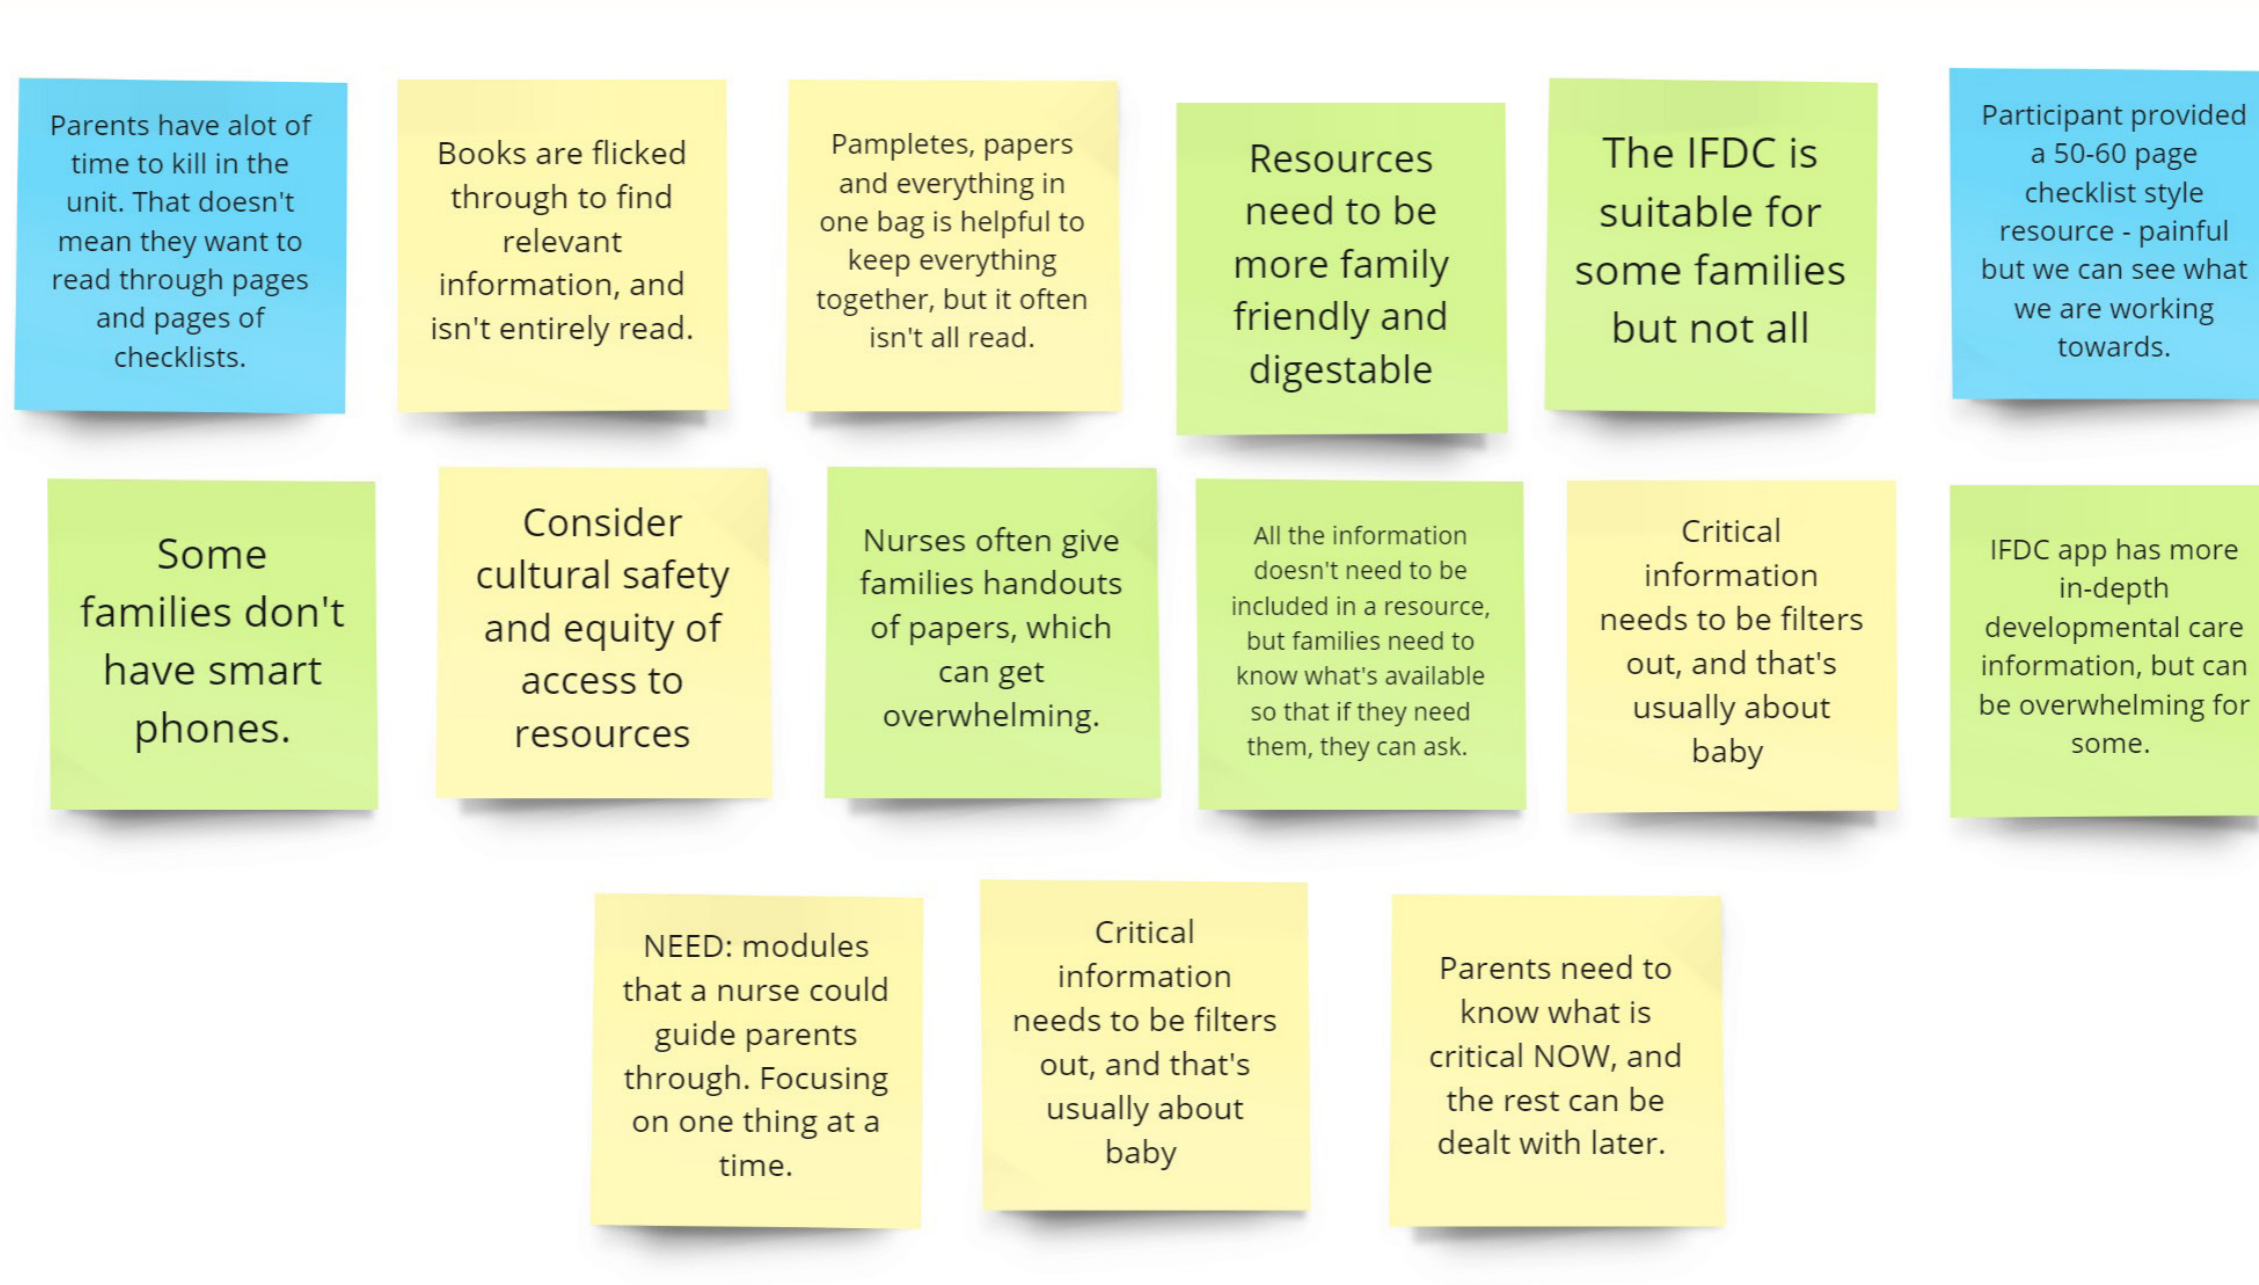 Parents have alot of
time to kill in the
unit. That doesn't
mean they want to
read through pages
and pages of
checklists.
Books are flicked
through to find
relevant
information, and
isn't entirely read.
Pampletes, papers
and everything in
one bag is helpful to
keep everything
together, but it often
isn't all read.
Resources
need to be
more family
friendly and
digestable
The IFDC is
suitable for
some families
but not all
Participant provided
a 50-60 page
checklist style
resource - painful
but we can see what
we are working
towards.
Some
families don't
have smart
phones.
Consider
cultural safety
and equity of
access to
resources
Nurses often give
families handouts
of papers, which
can get
overwhelming.
All the information
doesn't need to be
included in a resource,
but families need to
know what's available
so that if they need
them, they can ask.
Critical
information
needs to be filters
out, and that's
usually about
baby
IFDC app has more
in-depth
developmental care
information, but can
be overwhelming for
some.
NEED: modules
that a nurse could
guide parents
through. Focusing
on one thing at a
time.
Critical
information
needs to be filters
out, and that's
usually about
baby
Parents need to
know what is
critical NOW, and
the rest can be
dealt with later.